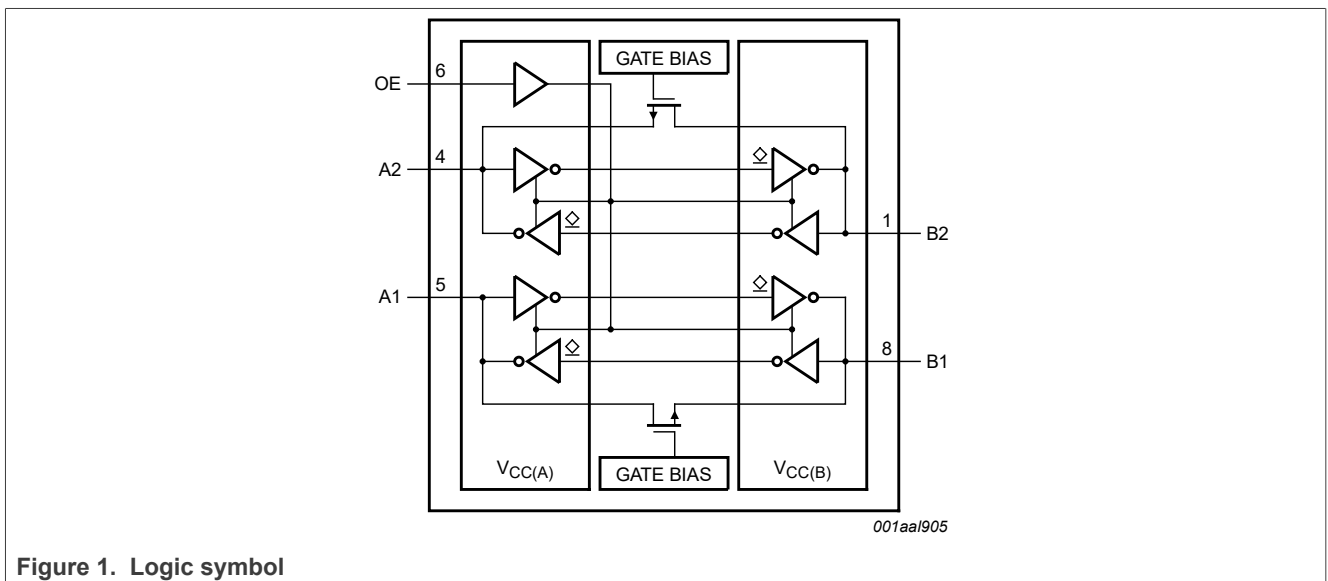 GATE BIAS
OE 6
A2 4
1 B2
A1 5
8 B1
VCC(A) GATE BIAS VCC(B)
001aal905
Figure 1. Logic symbol